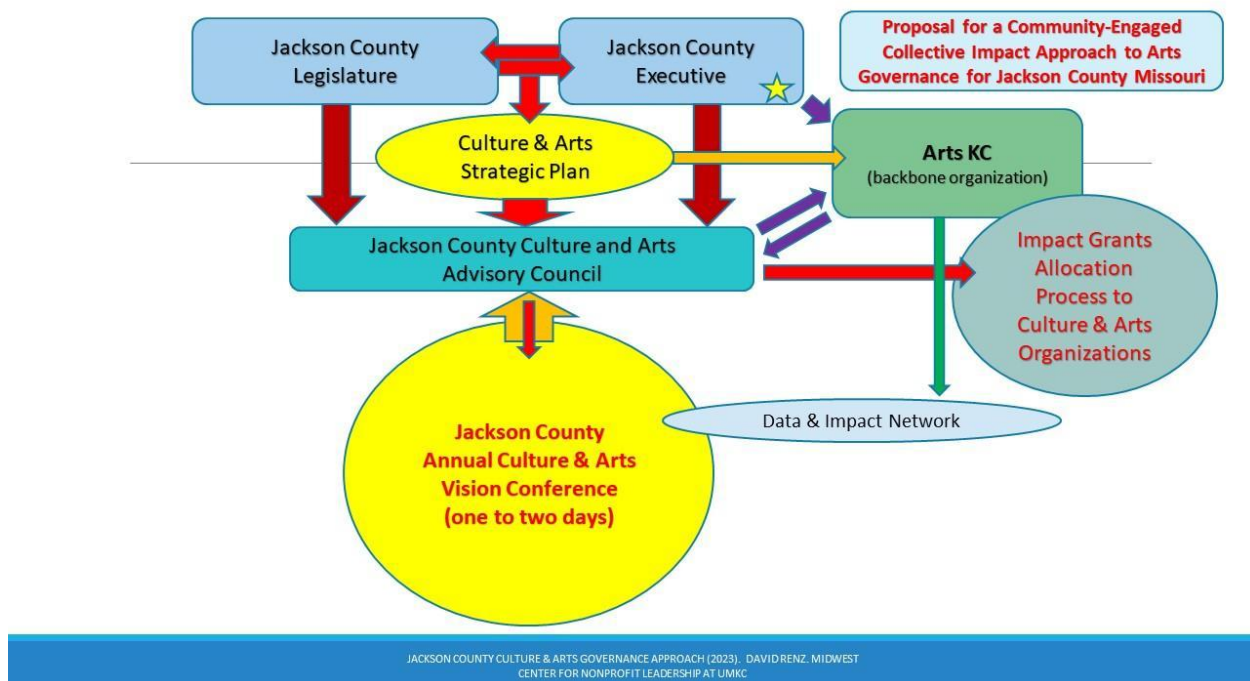 Jackson County
Legislature
Jackson County
Executive
Proposal for a Community-Engaged
Collective Impact Approach to Arts
Governance for Jackson County Missouri
Culture & Arts
Strategic Plan
Arts KC
(backbone organization)
Jackson County Culture and Arts
Advisory Council
Impact Grants
Allocation
Process to
Culture & Arts
Organizations
Data & Impact Network
Jackson County
Annual Culture & Arts
Vision Conference
(one to two days)
JACKSON COUNTY CULTURE & ARTS GOVERNANCE APPROACH (2023). DAVID RENZ. MIDWEST
CENTER FOR NONPROFIT LEADERSHIP AT UMKC